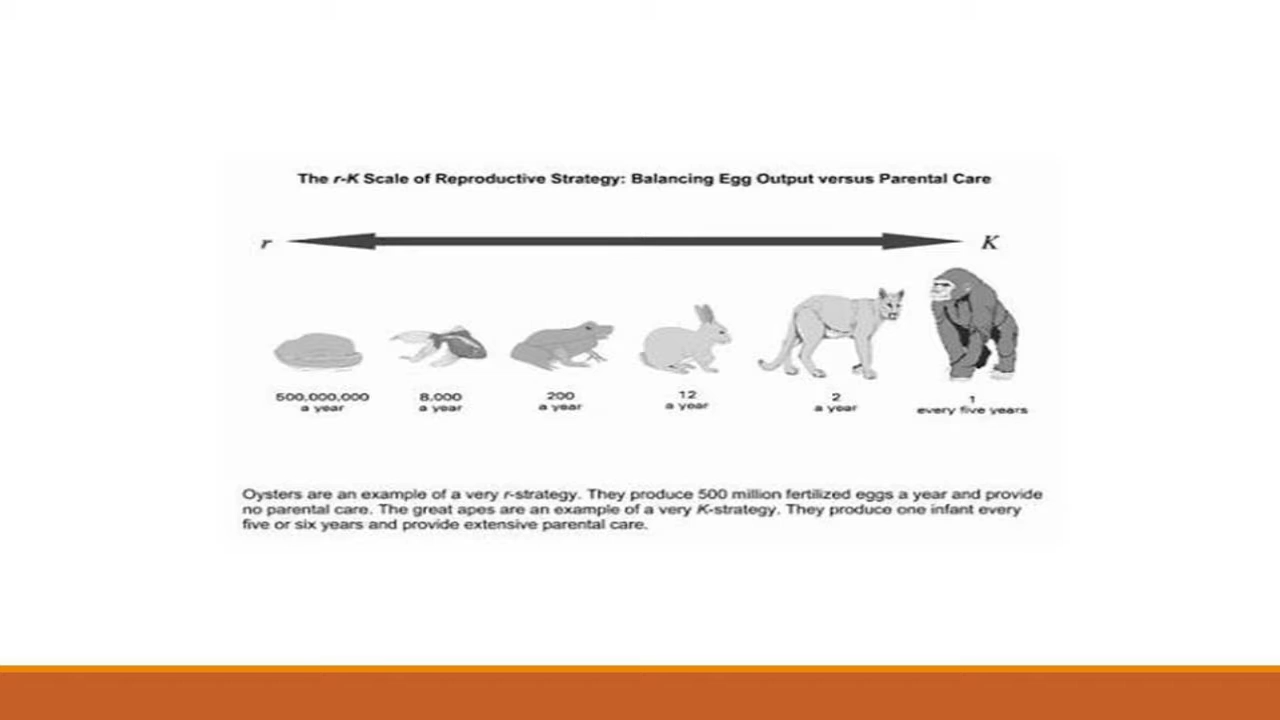 The r-K Scale of Reproductive Strategy: Balancing Egg Output versus Parental Care
r K
500,000,000 8,000 200 12 2 1
a year a year a year a year a year every five years
Oysters are an example of a very r-strategy. They produce 500 million fertilized eggs a year and provide
no parental care. The great apes are an example of a very K-strategy. They produce one infant every
five or six years and provide extensive parental care.